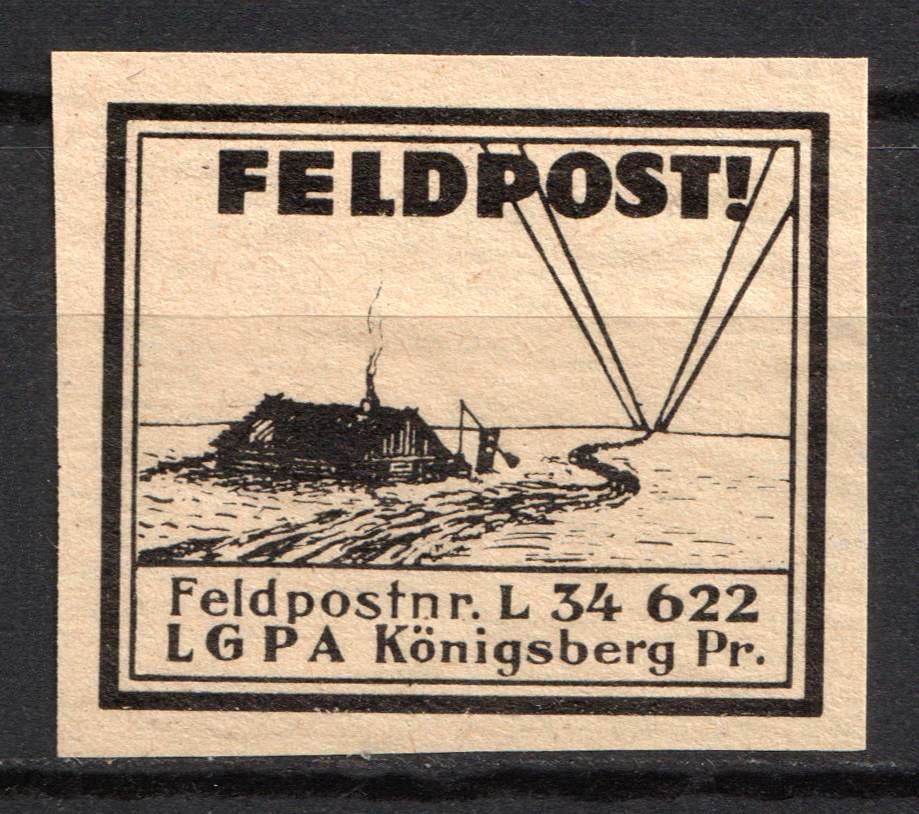 FELDPOST!
Feldpostnr. L 34 622
LGPA Königsberg Pr.